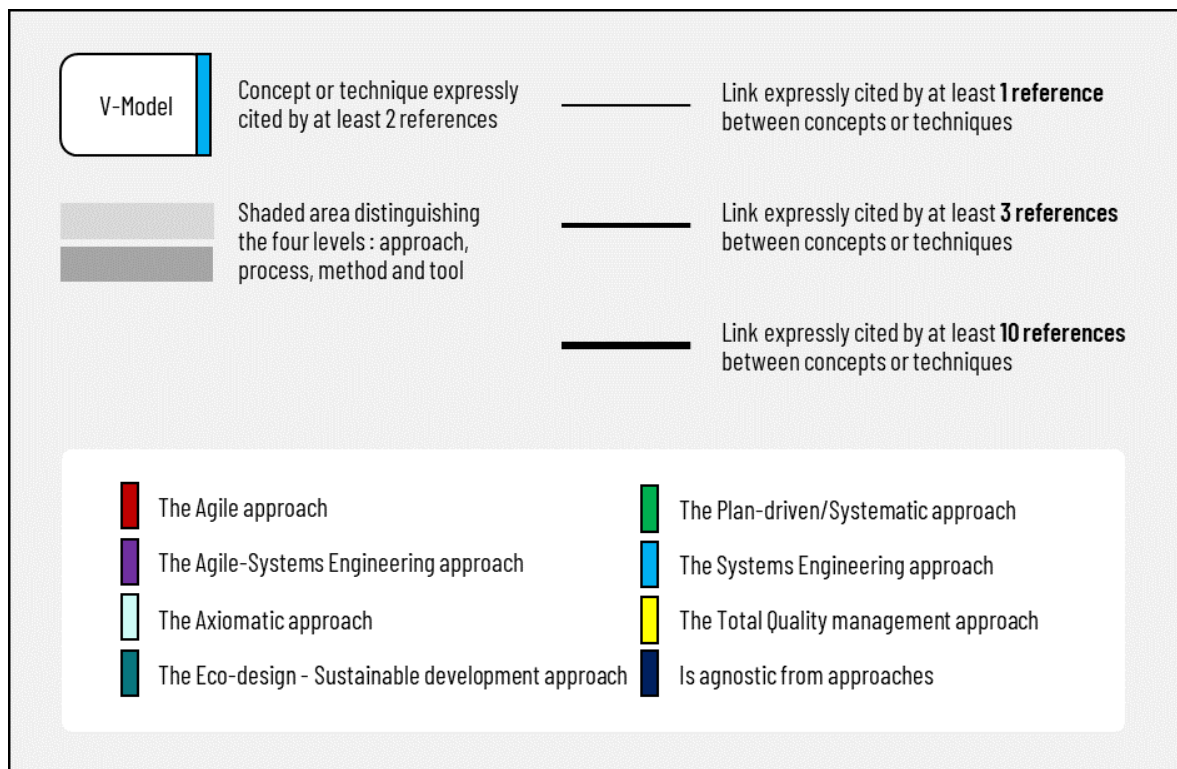 V-Model
Concept or technique expressly
cited by at least 2 references
Link expressly cited by at least 1 reference
between concepts or techniques
Shaded area distinguishing
the four levels : approach,
process, method and tool
Link expressly cited by at least 3 references
between concepts or techniques
Link expressly cited by at least 10 references
between concepts or techniques
The Agile approach
The Agile-Systems Engineering approach
The Axiomatic approach
The Eco-design - Sustainable development approach
The Plan-driven/Systematic approach
The Systems Engineering approach
The Total Quality management approach
Is agnostic from approaches